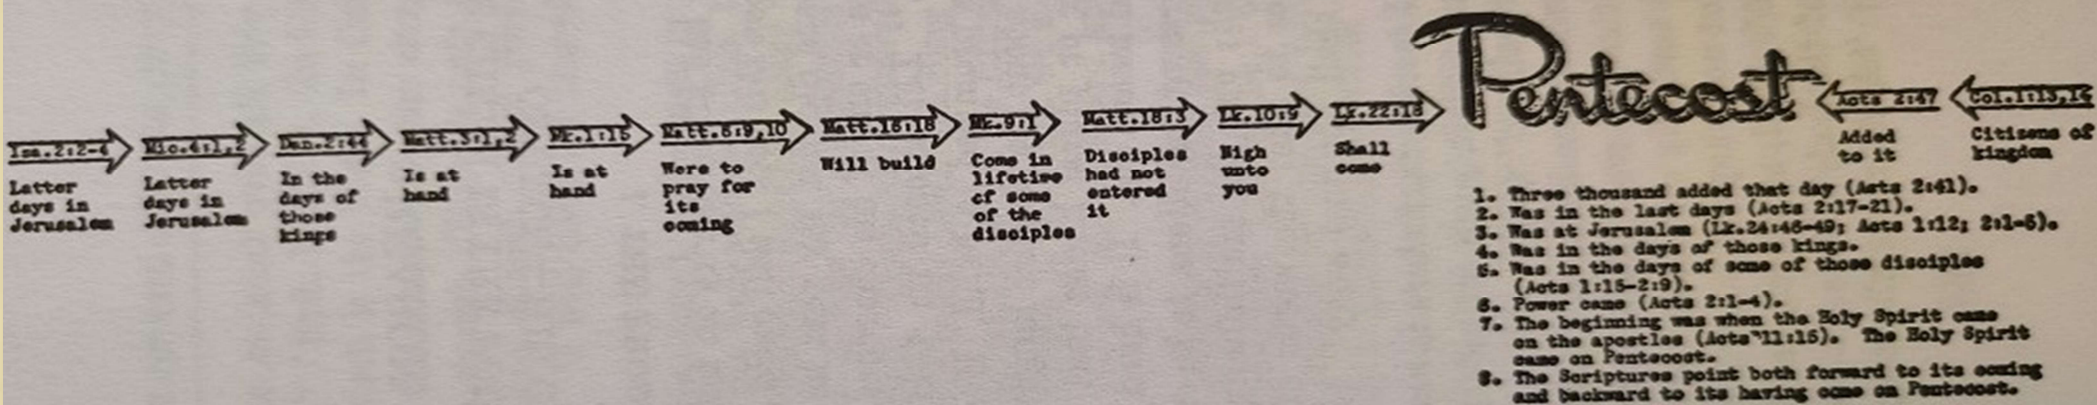 Isa.2:2-4
Latter
days in
Jerusalem
Mic.4:1,2
Latter
days in
Jerusalem
Dan.2:44
In the
days of
those
kings
Matt.3:1,2
Is at
hand
Mk.1:15
Is at
hand
Matt.6:9,10
Were to
pray for
its
coming
Matt.16:18
Will build
Mk.9:1
Come in
lifetime
of some
of the
disciples
Matt.18:3
Disciples
had not
entered
it
Lk.10:9
Nigh
unto
you
Lk.22:18
Shall
come
Pentecost
Acts 2:47
Added
to it
Col.1:13,14
Citizens of
kingdom
1. Three thousand added that day (Acts 2:41).
2. Was in the last days (Acts 2:17-21).
3. Was at Jerusalem (Lk.24:46-49; Acts 1:12; 2:1-5).
4. Was in the days of those kings.
5. Was in the days of some of those disciples
(Acts 1:15-2:9).
6. Power came (Acts 2:1-4).
7. The beginning was when the Holy Spirit came
on the apostles (Acts 11:15). The Holy Spirit
came on Pentecost.
8. The Scriptures point both forward to its coming
and backward to its having come on Pentecost.